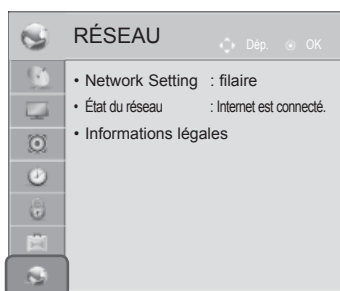 RÉSEAU
Dép. OK
• Network Setting : filaire
• État du réseau : Internet est connecté.
• Informations légales